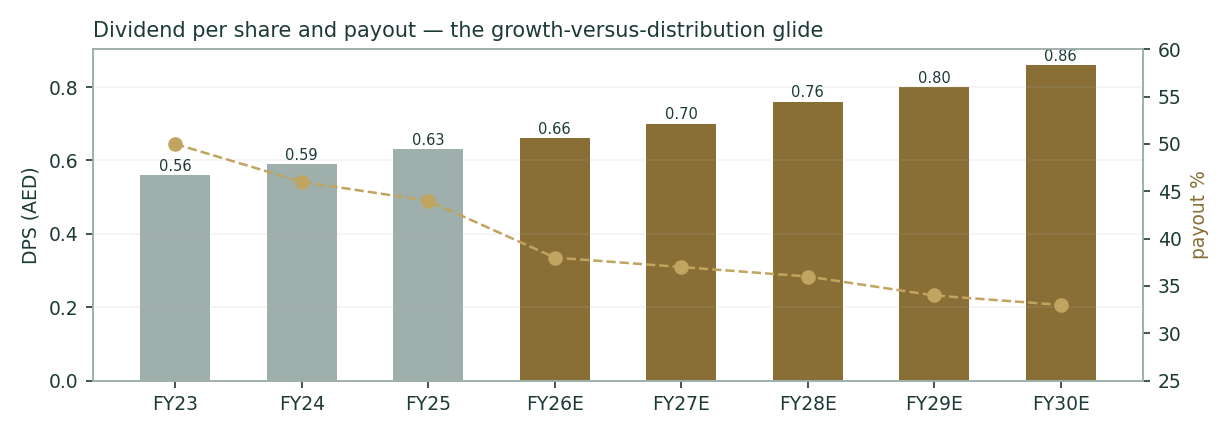 Dividend per share and payout — the growth-versus-distribution glide
DPS (AED)
0.8
0.6
0.4
0.2
0.0
0.56
0.59
0.63
0.66
0.70
0.76
0.80
0.86
FY23
FY24
FY25
FY26E
FY27E
FY28E
FY29E
FY30E
60
55
50
45
40
35
30
25
payout %